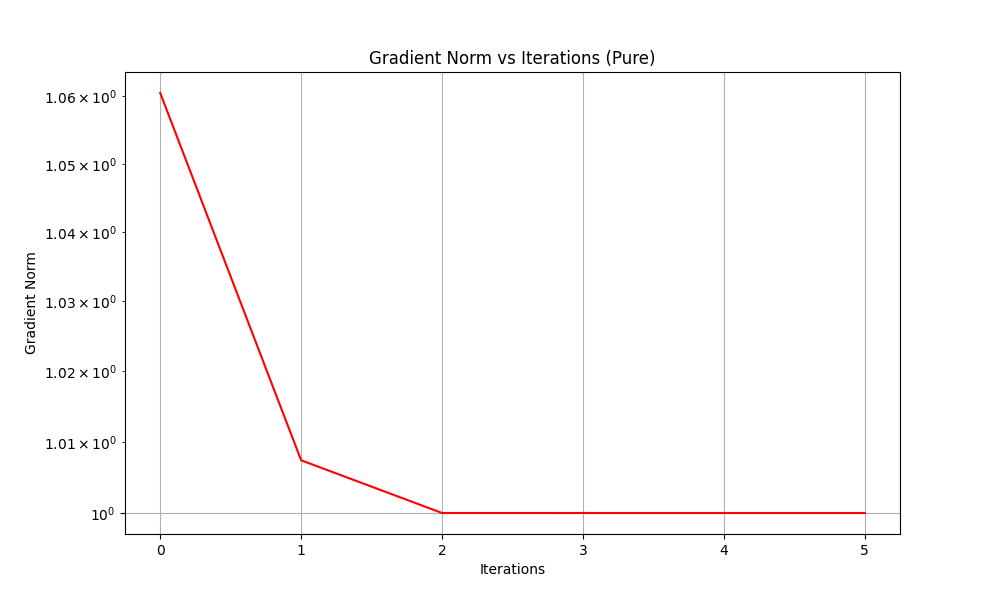 Gradient Norm vs Iterations (Pure)
Gradient Norm
1.06 × 10⁰
1.05 × 10⁰
1.04 × 10⁰
1.03 × 10⁰
1.02 × 10⁰
1.01 × 10⁰
10⁰
0 1 2 3 4 5
Iterations